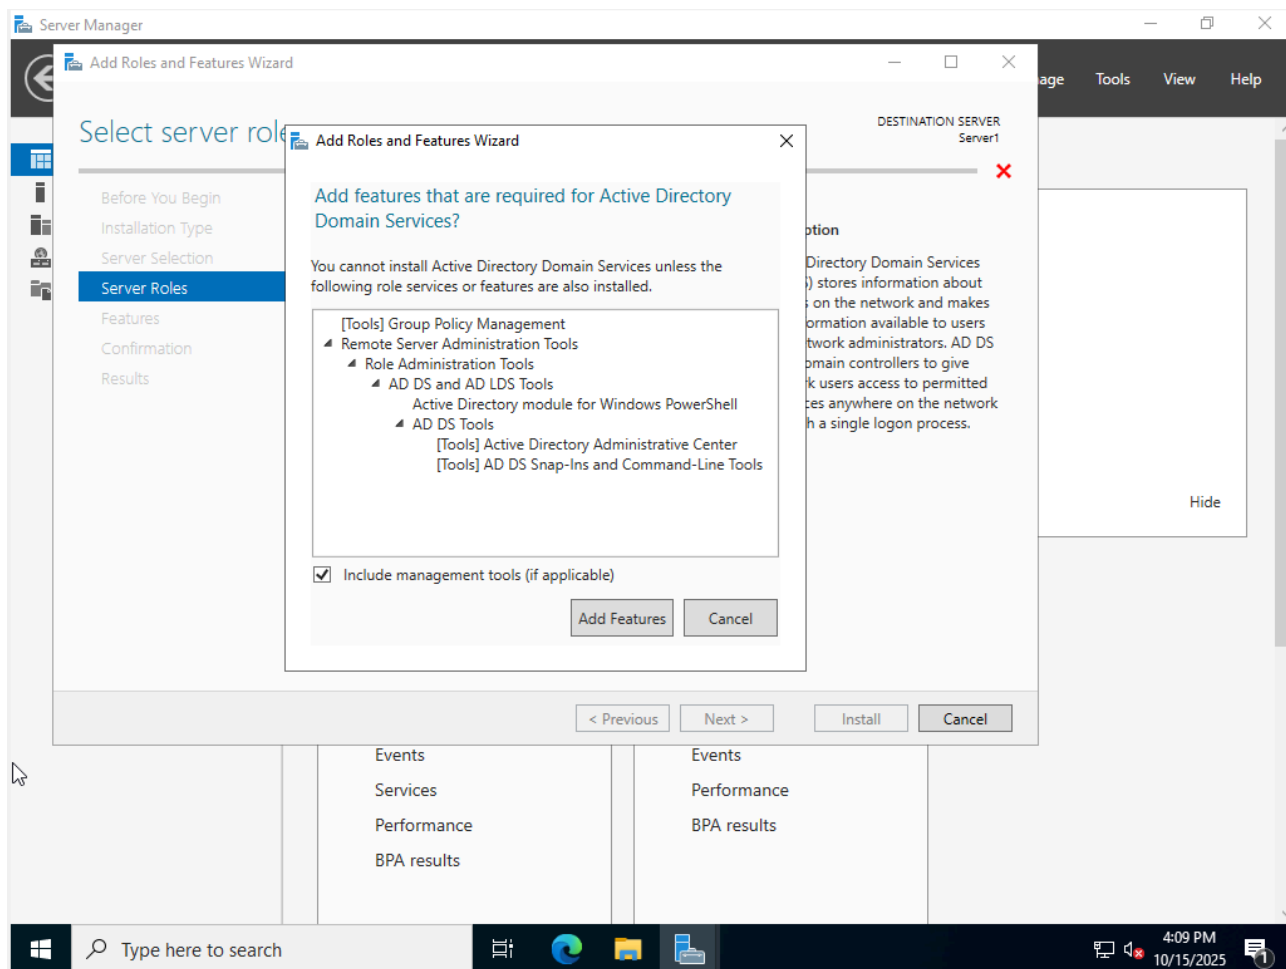 Server Manager
Add Roles and Features Wizard
Tools
View
Help
Select server
DESTINATION SERVER
Server1
Add Roles and Features Wizard
Before You Begin
Installation Type
Server Selection
Server Roles
Features
Confirmation
Results
Add features that are required for Active Directory
Domain Services?
You cannot install Active Directory Domain Services unless the
following role services or features are also installed.
[Tools] Group Policy Management
Remote Server Administration Tools
Role Administration Tools
AD DS and AD LDS Tools
Active Directory module for Windows PowerShell
AD DS Tools
[Tools] Active Directory Administrative Center
[Tools] AD DS Snap-Ins and Command-Line Tools
Include management tools (if applicable)
Add Features
Cancel
Directory Domain Services
stores information about
on the network and makes
available to users
administrators. AD DS
controllers to give
users access to permitted
anywhere on the network
a single logon process.
Hide
< Previous
Next >
Install
Cancel
Events
Services
Performance
BPA results
Events
Performance
BPA results
Type here to search
4:09 PM
10/15/2025
1